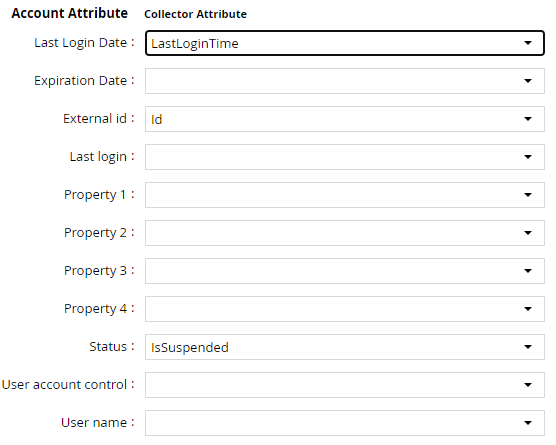 Account Attribute Collector Attribute
Last Login Date : LastLoginTime
Expiration Date :
External id : Id
Last login :
Property 1 :
Property 2 :
Property 3 :
Property 4 :
Status : IsSuspended
User account control :
User name :